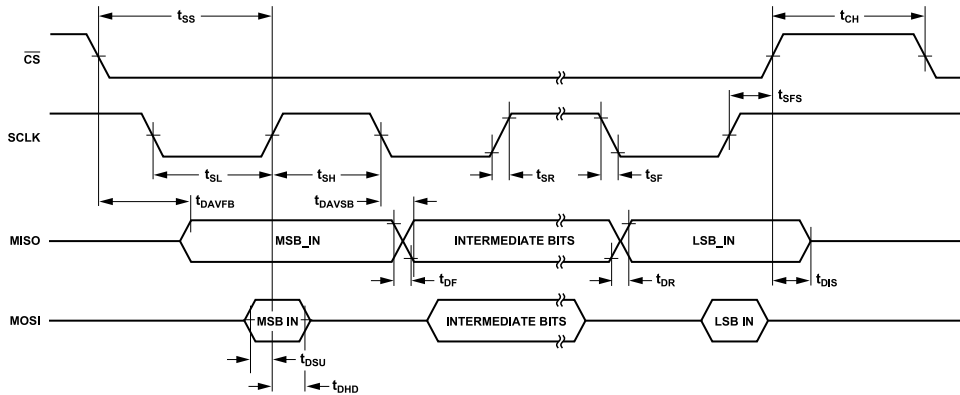 tSS
tCH
CS
tSFS
SCLK
tSL
tSH
tSR
tSF
tDAVFB
tDAVSB
MISO
MSB_IN
INTERMEDIATE BITS
LSB_IN
tDF
tDR
tDIS
MOSI
MSB IN
INTERMEDIATE BITS
LSB IN
tDSU
tDHD